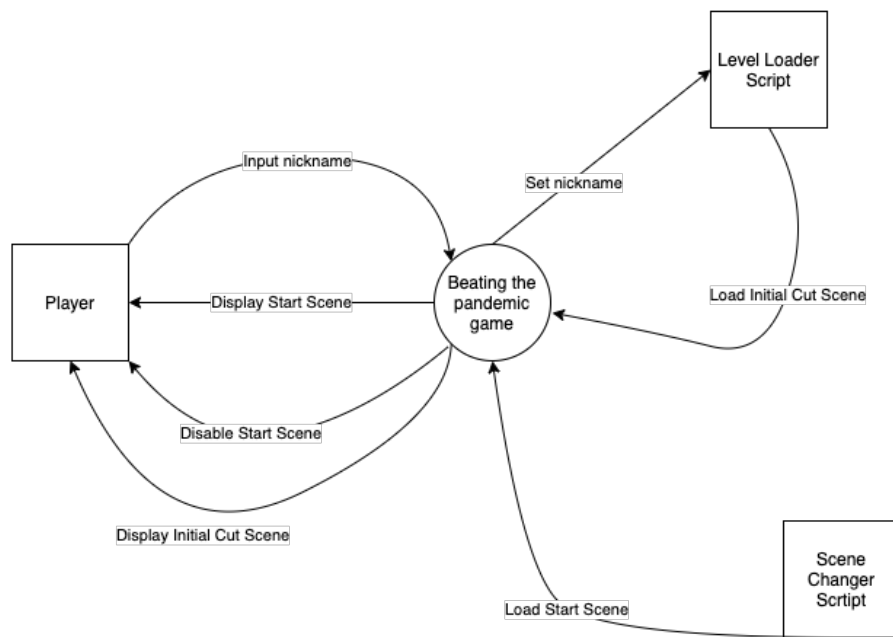 Level Loader
Script
Input nickname
Set nickname
Player
Display Start Scene
Beating the
pandemic
game
Load Initial Cut Scene
Disable Start Scene
Display Initial Cut Scene
Scene
Changer
Scrtipt
Load Start Scene